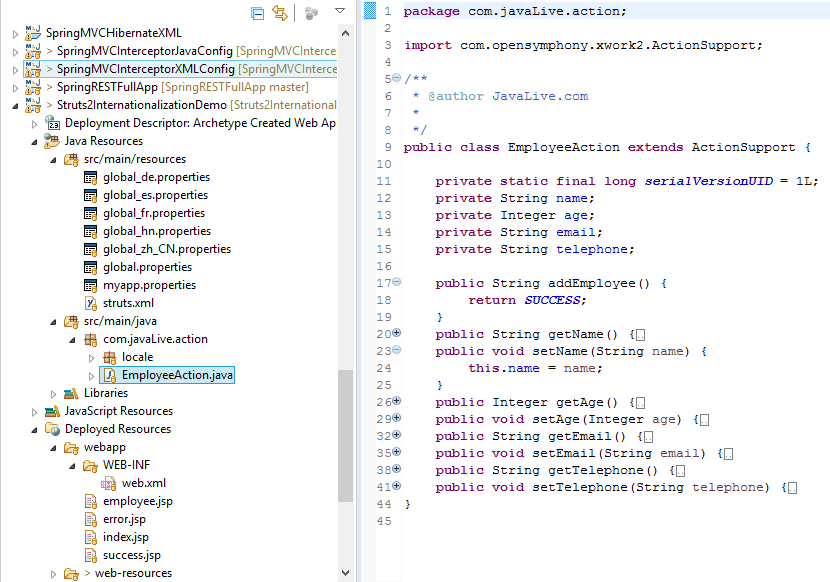 SpringMVCHibernateXML
> SpringMVCInterceptorJavaConfig [SpringMVCInterce
> SpringMVCInterceptorXMLConfig [SpringMVCInterce
> SpringRESTFullApp [SpringRESTFullApp master]
> Struts2InternationalizationDemo [Struts2International
Deployment Descriptor: Archetype Created Web Ap
Java Resources
src/main/resources
global_de.properties
global_es.properties
global_fr.properties
global_hn.properties
global_zh_CN.properties
global.properties
myapp.properties
struts.xml
src/main/java
com.javaLive.action
locale
EmployeeAction.java
Libraries
JavaScript Resources
Deployed Resources
webapp
WEB-INF
web.xml
employee.jsp
error.jsp
index.jsp
success.jsp
> web-resources
1 package com.javaLive.action;
2
3 import com.opensymphony.xwork2.ActionSupport;
4
5 /**
6 * @author JavaLive.com
7 *
8 */
9 public class EmployeeAction extends ActionSupport {
10
11 private static final long serialVersionUID = 1L;
12 private String name;
13 private Integer age;
14 private String email;
15 private String telephone;
16
17 public String addEmployee() {
18 return SUCCESS;
19 }
20 public String getName() {
23 public void setName(String name) {
24 this.name = name;
25 }
26 public Integer getAge() {
29 public void setAge(Integer age) {
32 public String getEmail() {
35 public void setEmail(String email) {
38 public String getTelephone() {
41 public void setTelephone(String telephone) {
44 }
45